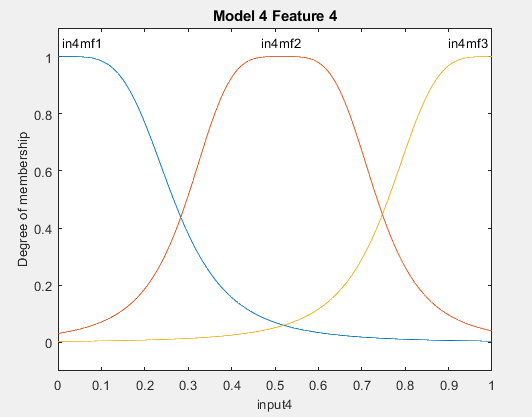 Model 4 Feature 4
in4mf1 in4mf2 in4mf3
1
0.8
0.6
0.4
0.2
0
Degree of membership
0 0.1 0.2 0.3 0.4 0.5 0.6 0.7 0.8 0.9 1
input4